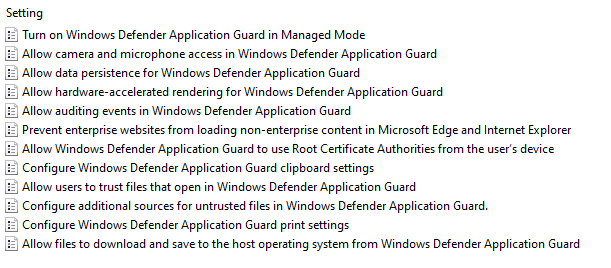 Setting
Turn on Windows Defender Application Guard in Managed Mode
Allow camera and microphone access in Windows Defender Application Guard
Allow data persistence for Windows Defender Application Guard
Allow hardware-accelerated rendering for Windows Defender Application Guard
Allow auditing events in Windows Defender Application Guard
Prevent enterprise websites from loading non-enterprise content in Microsoft Edge and Internet Explorer
Allow Windows Defender Application Guard to use Root Certificate Authorities from the user's device
Configure Windows Defender Application Guard clipboard settings
Allow users to trust files that open in Windows Defender Application Guard
Configure additional sources for untrusted files in Windows Defender Application Guard.
Configure Windows Defender Application Guard print settings
Allow files to download and save to the host operating system from Windows Defender Application Guard